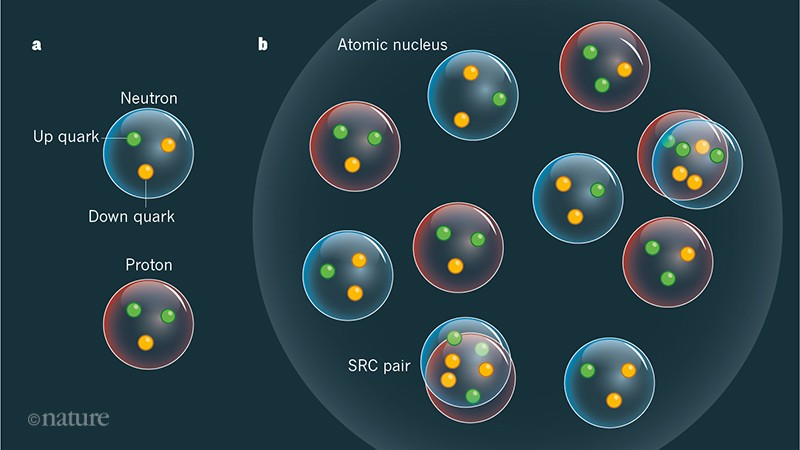 a
Neutron
Up quark
Down quark
Proton
b
Atomic nucleus
SRC pair
©nature